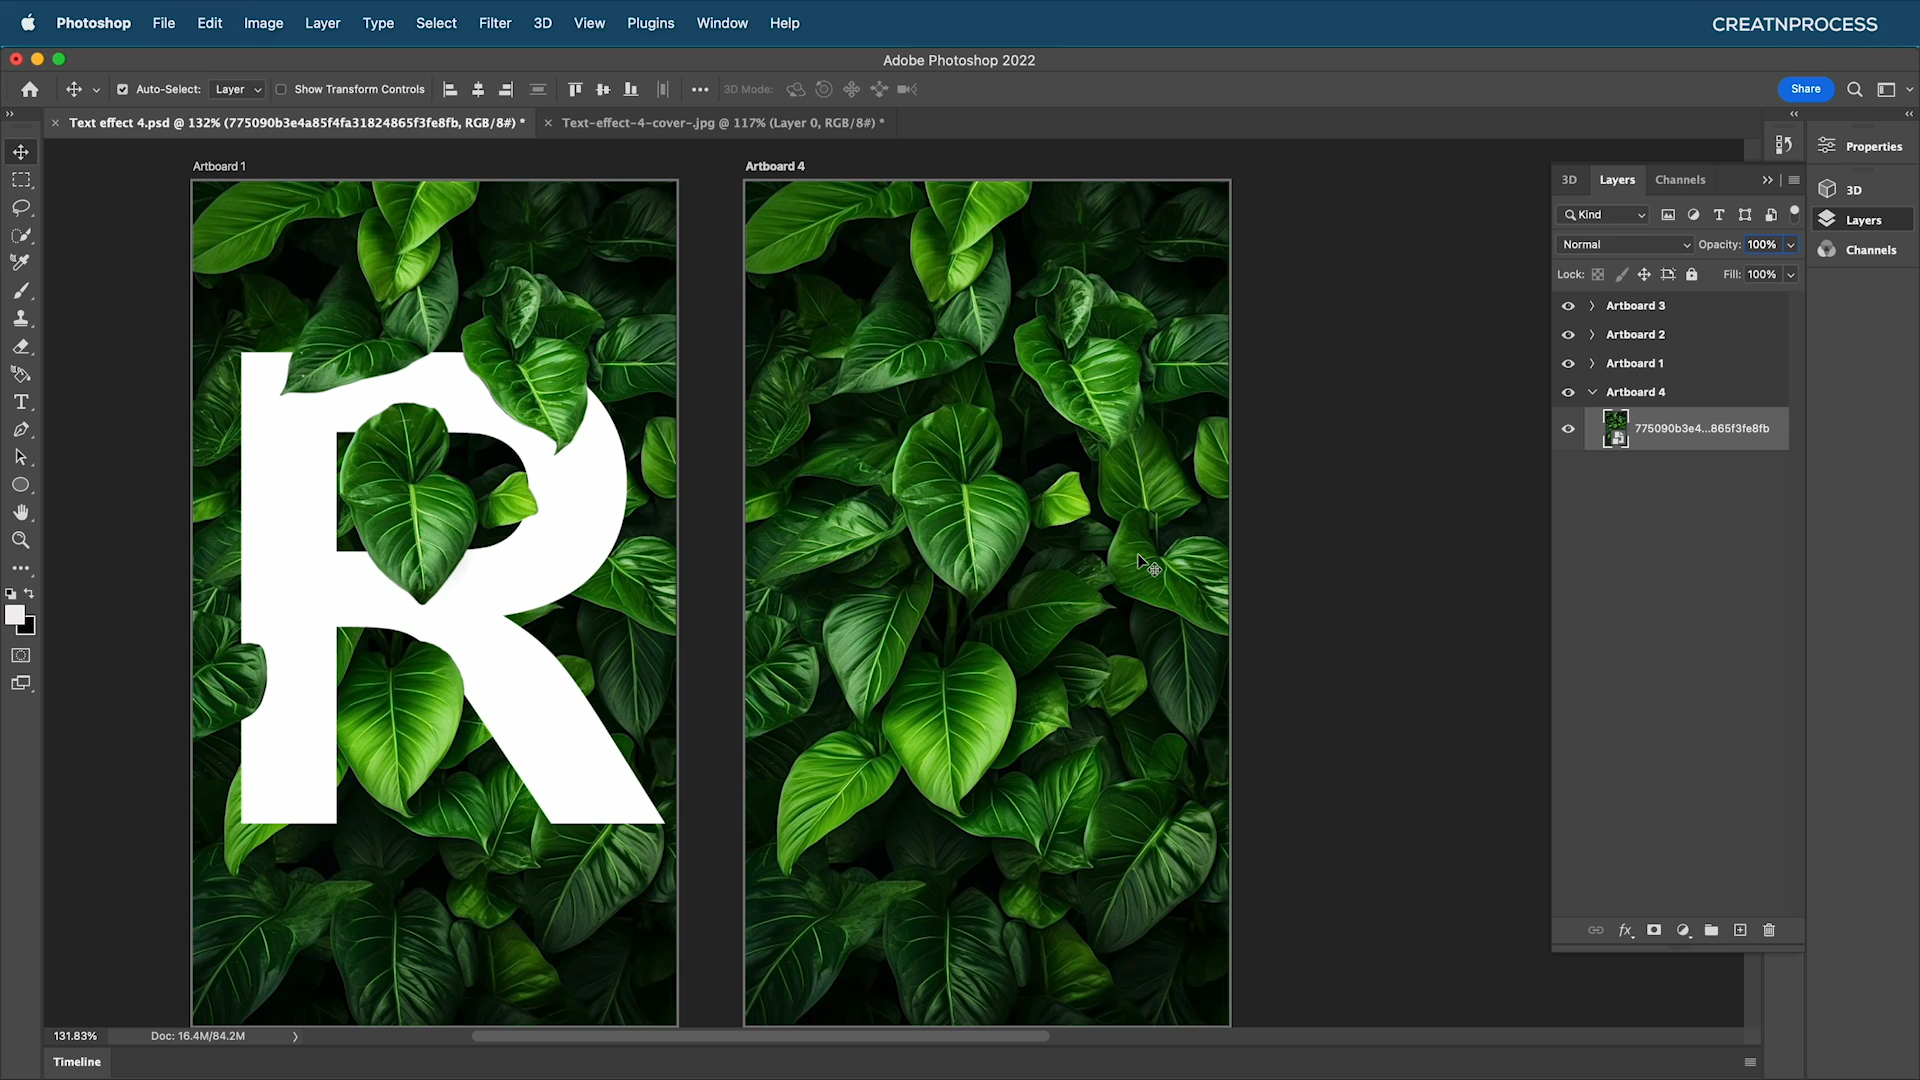 Photoshop File Edit Image Layer Type Select Filter 3D View Plugins Window Help
CREATNPROCESS
Adobe Photoshop 2022
Auto-Select: Layer Show Transform Controls 3D Mode: Share
Text effect 4.psd @ 132% (775090b3e4a85f4fa31824865f3fe8fb, RGB/8#) * Text-effect-4-cover-.jpg @ 117% (Layer 0, RGB/8#) *
Artboard 1
Artboard 4
R
3D Layers Channels
Kind
Normal Opacity: 100%
Lock: Fill: 100%
Artboard 3
Artboard 2
Artboard 1
Artboard 4
775090b3e4...865f3fe8fb
fx
Properties
3D
Layers
Channels
131.83% Doc: 16.4M/84.2M
Timeline